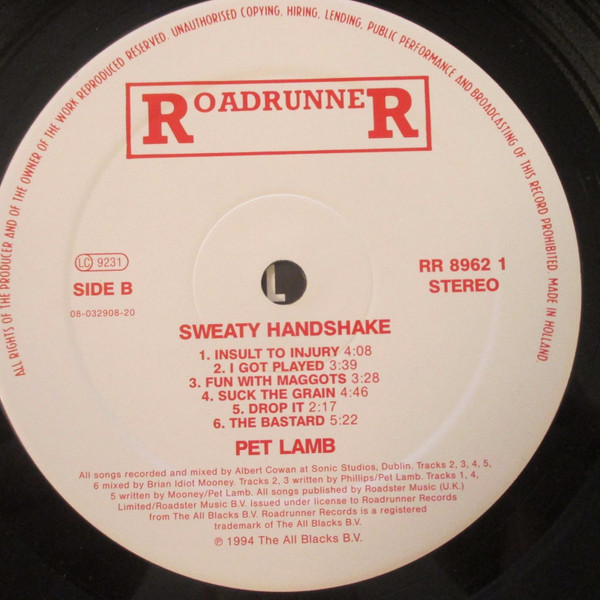 ALL RIGHTS OF THE PRODUCER AND OF THE OWNER OF THE WORK REPRODUCED RESERVED. UNAUTHORISED COPYING, HIRING, LENDING, PUBLIC PERFORMANCE AND BROADCASTING OF THIS RECORD PROHIBITED. MADE IN HOLLAND.
ROADRUNNER
LC 9231
SIDE B
08-032908-20
RR 8962 1
STEREO
L
SWEATY HANDSHAKE
1. INSULT TO INJURY 4:08
2. I GOT PLAYED 3:39
3. FUN WITH MAGGOTS 3:28
4. SUCK THE GRAIN 4:46
5. DROP IT 2:17
6. THE BASTARD 5:22
PET LAMB
All songs recorded and mixed by Albert Cowan at Sonic Studios, Dublin. Tracks 2, 3, 4, 5,
6 mixed by Brian Idiot Mooney. Tracks 2, 3 written by Phillips/Pet Lamb. Tracks 1, 4,
5 written by Mooney/Pet Lamb. All songs published by Roadster Music (U.K.)
Limited/Roadster Music B.V. issued under license to Roadrunner Records
from The All Blacks B.V. Roadrunner Records is a registered
trademark of The All Blacks B.V.
℗ 1994 The All Blacks B.V.